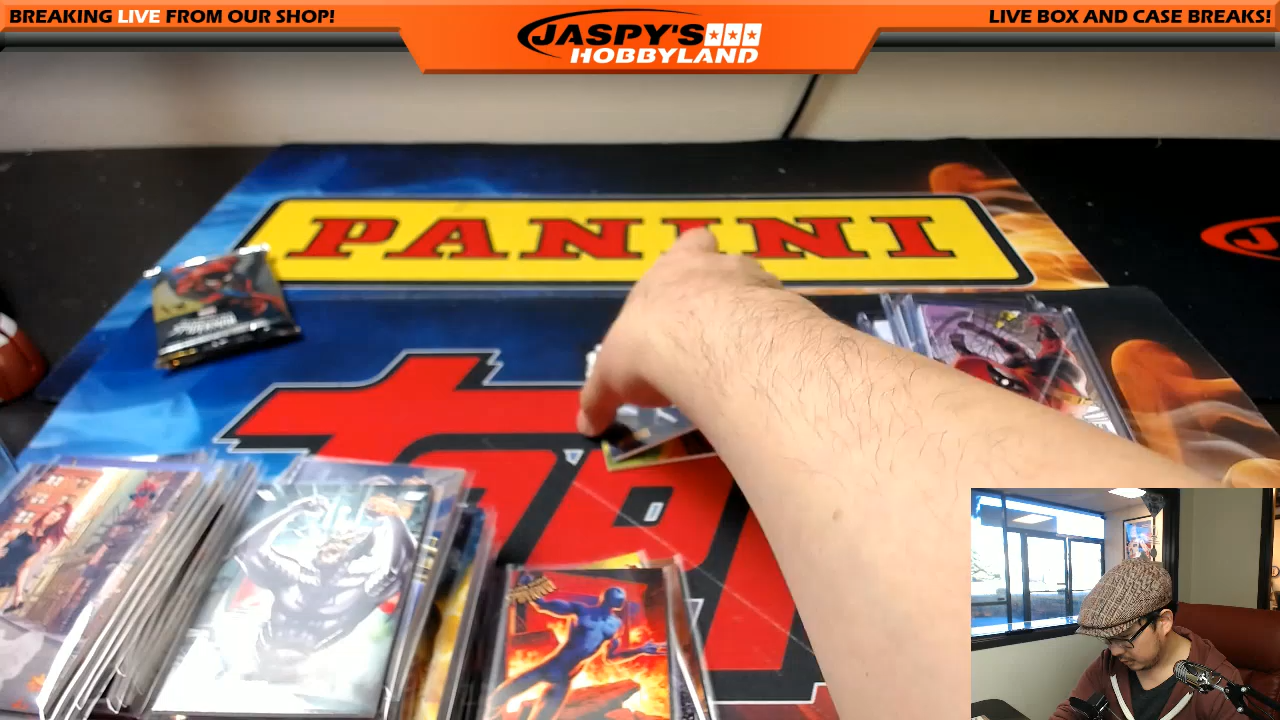 BREAKING LIVE FROM OUR SHOP!
JASPY'S
HOBBYLAND
LIVE BOX AND CASE BREAKS!
PANINI